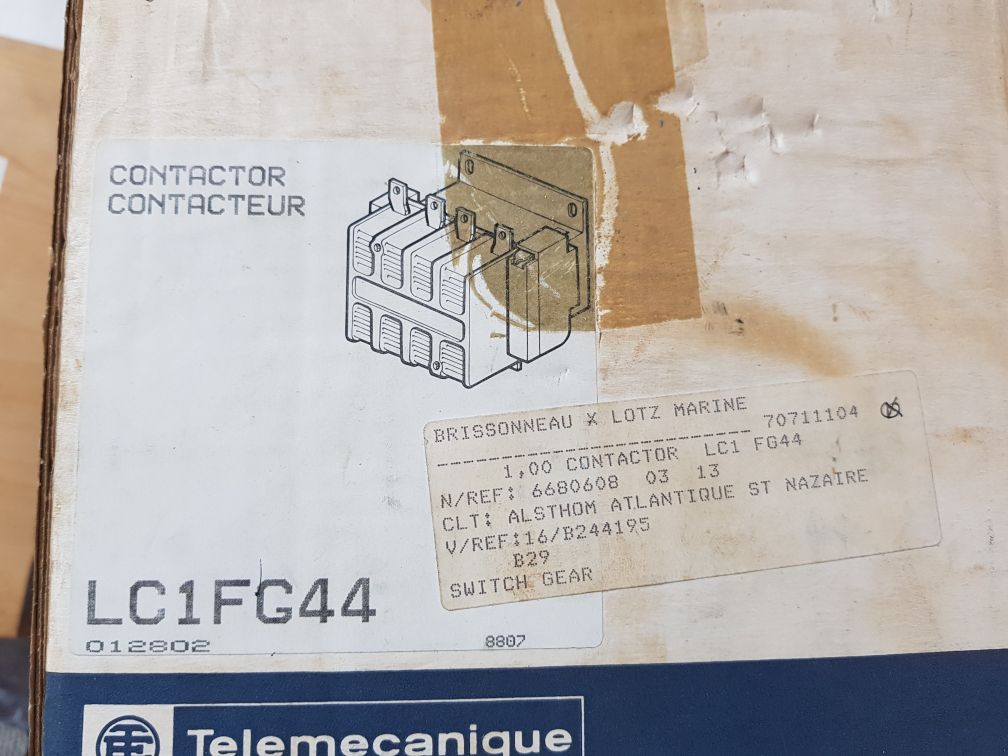 CONTACTOR
CONTACTEUR
BRISSONNEAU X LOTZ MARINE
70711104
1,00 CONTACTOR LC1 FG44
N/REF: 6680608 03 13
CLT: ALSTHOM ATLANTIQUE ST NAZAIRE
V/REF:16/B244195
B29
SWITCH GEAR
LC1FG44
012802
8807
Telemecanique